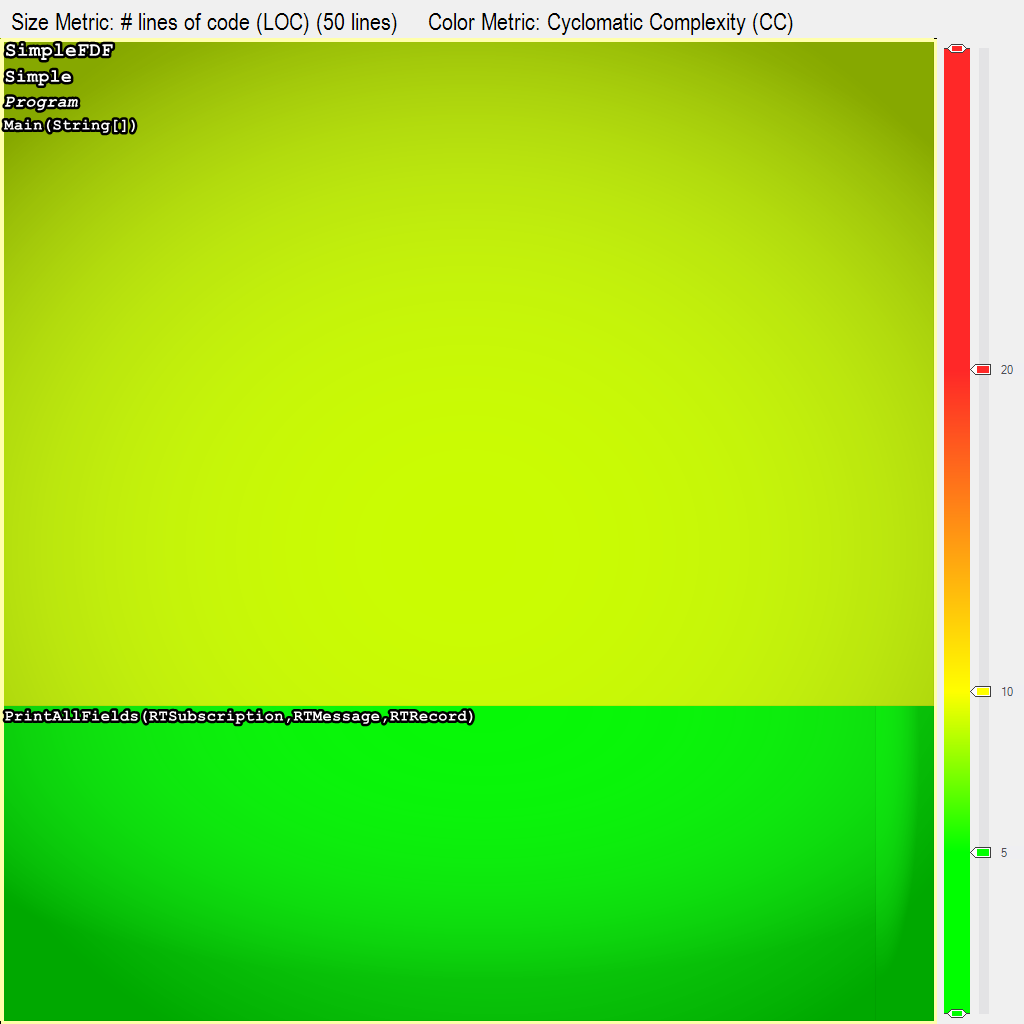 Size Metric: # lines of code (LOC) (50 lines) Color Metric: Cyclomatic Complexity (CC)
SimpleFDF
Simple
Program
Main(String[])
20
10
PrintAllFields(RTSubscription,RTMessage,RTRecord)
5